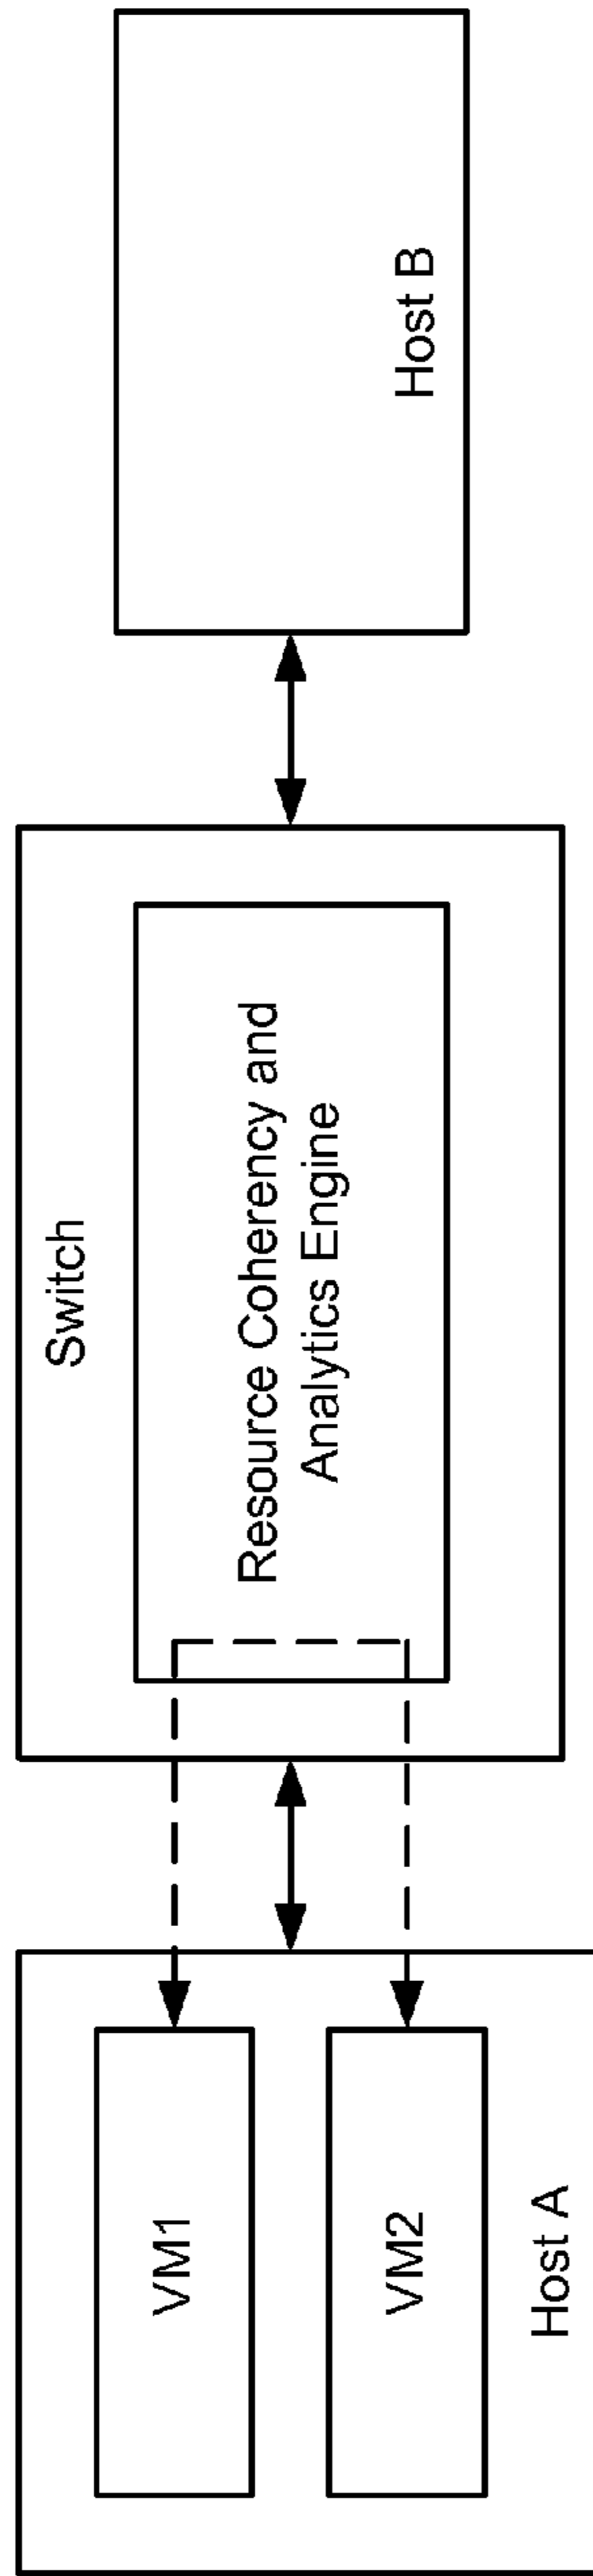 VM1
VM2
Host A
Switch
Resource Coherency and
Analytics Engine
Host B